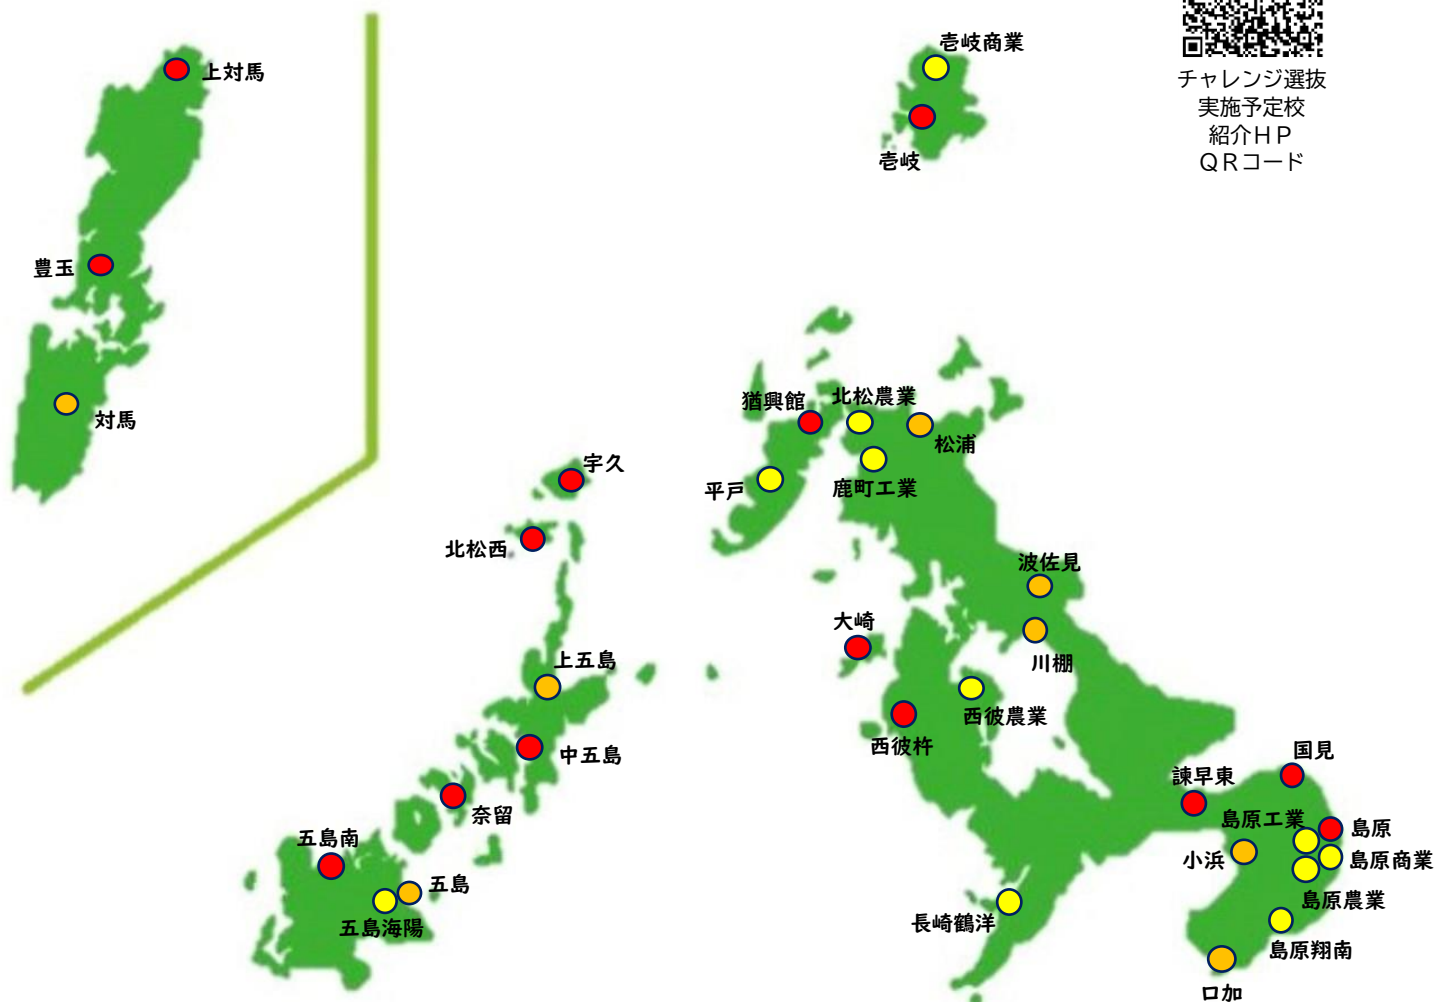 壱岐商業
上対馬
チャレンジ選抜
実施予定校
紹介ＨＰ
ＱＲコード
壱岐
豊玉
対馬
猶興館
北松農業
松浦
宇久
平戸
鹿町工業
北松西
波佐見
大崎
川棚
上五島
西彼農業
西彼杵
中五島
国見
諫早東
奈留
島原工業
島原
五島南
小浜
島原商業
五島
島原農業
五島海陽
長崎鶴洋
島原翔南
口加